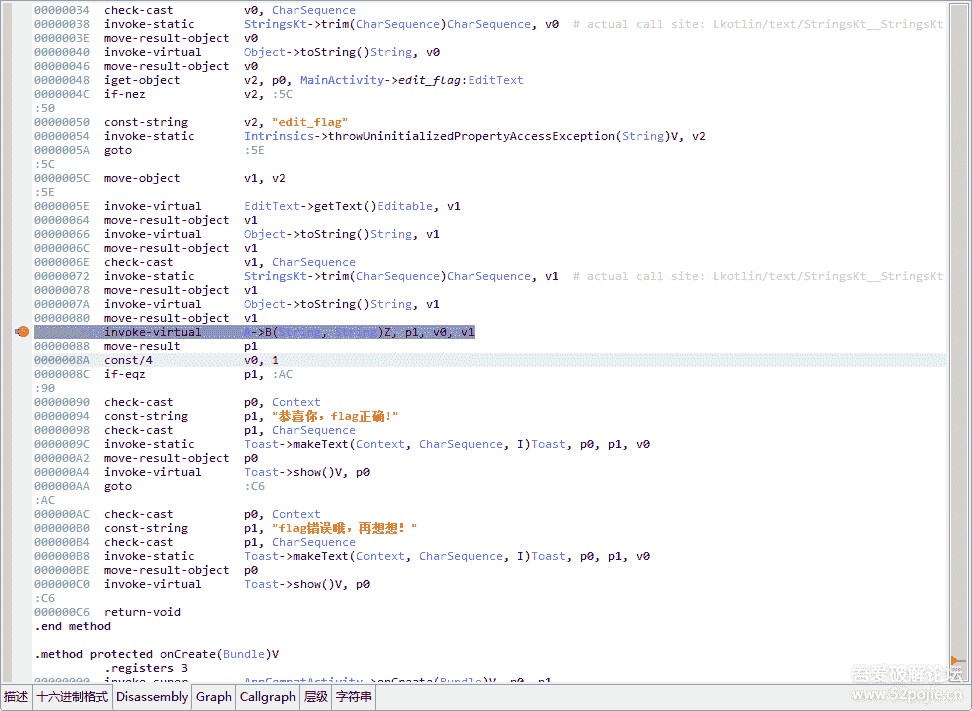 00000034 check-cast v0, CharSequence
00000038 invoke-static StringsKt->trim(CharSequence)CharSequence, v0 # actual call site: Lkotlin/text/StringsKt__StringsKt
0000003E move-result-object v0
00000040 invoke-virtual Object->toString()String, v0
00000046 move-result-object v0
00000048 iget-object v2, p0, MainActivity->edit_flag:EditText
0000004C if-nez v2, :5C
:50
00000050 const-string v2, "edit_flag"
00000054 invoke-static Intrinsics->throwUninitializedPropertyAccessException(String)V, v2
0000005A goto :5E
:5C
0000005C move-object v1, v2
:5E
0000005E invoke-virtual EditText->getText()Editable, v1
00000064 move-result-object v1
00000066 invoke-virtual Object->toString()String, v1
0000006C move-result-object v1
0000006E check-cast v1, CharSequence
00000072 invoke-static StringsKt->trim(CharSequence)CharSequence, v1 # actual call site: Lkotlin/text/StringsKt__StringsKt
00000078 move-result-object v1
0000007A invoke-virtual Object->toString()String, v1
00000080 move-result-object v1
invoke-virtual A->B(String, String)Z, p1, v0, v1
00000088 move-result p1
0000008A const/4 v0, 1
0000008C if-eqz p1, :AC
:90
00000090 check-cast p0, Context
00000094 const-string p1, "恭喜你，flag正确!"
00000098 check-cast p1, CharSequence
0000009C invoke-static Toast->makeText(Context, CharSequence, I)Toast, p0, p1, v0
000000A2 move-result-object p0
000000A4 invoke-virtual Toast->show()V, p0
000000AA goto :C6
:AC
000000AC check-cast p0, Context
000000B0 const-string p1, "flag错误哦，再想想！"
000000B4 check-cast p1, CharSequence
000000B8 invoke-static Toast->makeText(Context, CharSequence, I)Toast, p0, p1, v0
000000BE move-result-object p0
000000C0 invoke-virtual Toast->show()V, p0
:C6
000000C6 return-void
.end method
.method protected onCreate(Bundle)V
.registers 3
00000000 invoke-super AppCompatActivity->onCreate(Bundle)V, p0, p1
吾爱破解论坛
www.52pojie.cn
描述 十六进制格式 Disassembly Graph Callgraph 层级 字符串